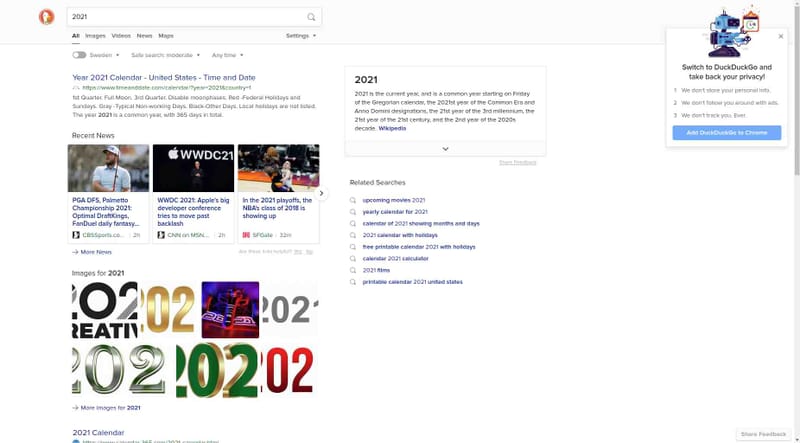 2021
All Images Videos News Maps Settings
Sweden Safe search: moderate Any time
Year 2021 Calendar - United States - Time and Date
https://www.timeanddate.com/calendar/?year=2021&country=1
1st Quarter. Full Moon. 3rd Quarter. Disable moonphases. Red -Federal Holidays and
Sundays. Gray -Typical Non-working Days. Black-Other Days. Local holidays are not listed.
The year 2021 is a common year, with 365 days in total.
Recent News
WWDC21
PGA DFS, Palmetto
Championship 2021:
Optimal DraftKings,
FanDuel daily fantasy...
CBSSports.co... 2h
WWDC 2021: Apple's big
developer conference
tries to move past
backlash
CNN on MSN... 2h
In the 2021 playoffs, the
NBA's class of 2018 is
showing up
SFGate 32m
More News
Are these links helpful? Yes No
Images for 2021
202
REATIV
202
2021
202
202
202
More Images for 2021
2021 Calendar
2021
2021 is the current year, and is a common year starting on Friday
of the Gregorian calendar, the 2021st year of the Common Era and
Anno Domini designations, the 21st year of the 3rd millennium, the
21st year of the 21st century, and the 2nd year of the 2020s
decade. Wikipedia
Share Feedback
Related Searches
upcoming movies 2021
yearly calendar for 2021
calendar of 2021 showing months and days
2021 calendar with holidays
free printable calendar 2021 with holidays
calendar 2021 calculator
2021 films
printable calendar 2021 united states
Switch to DuckDuckGo and
take back your privacy!
1 We don't store your personal info.
2 We don't follow you around with ads.
3 We don't track you. Ever.
Add DuckDuckGo to Chrome
Share Feedback